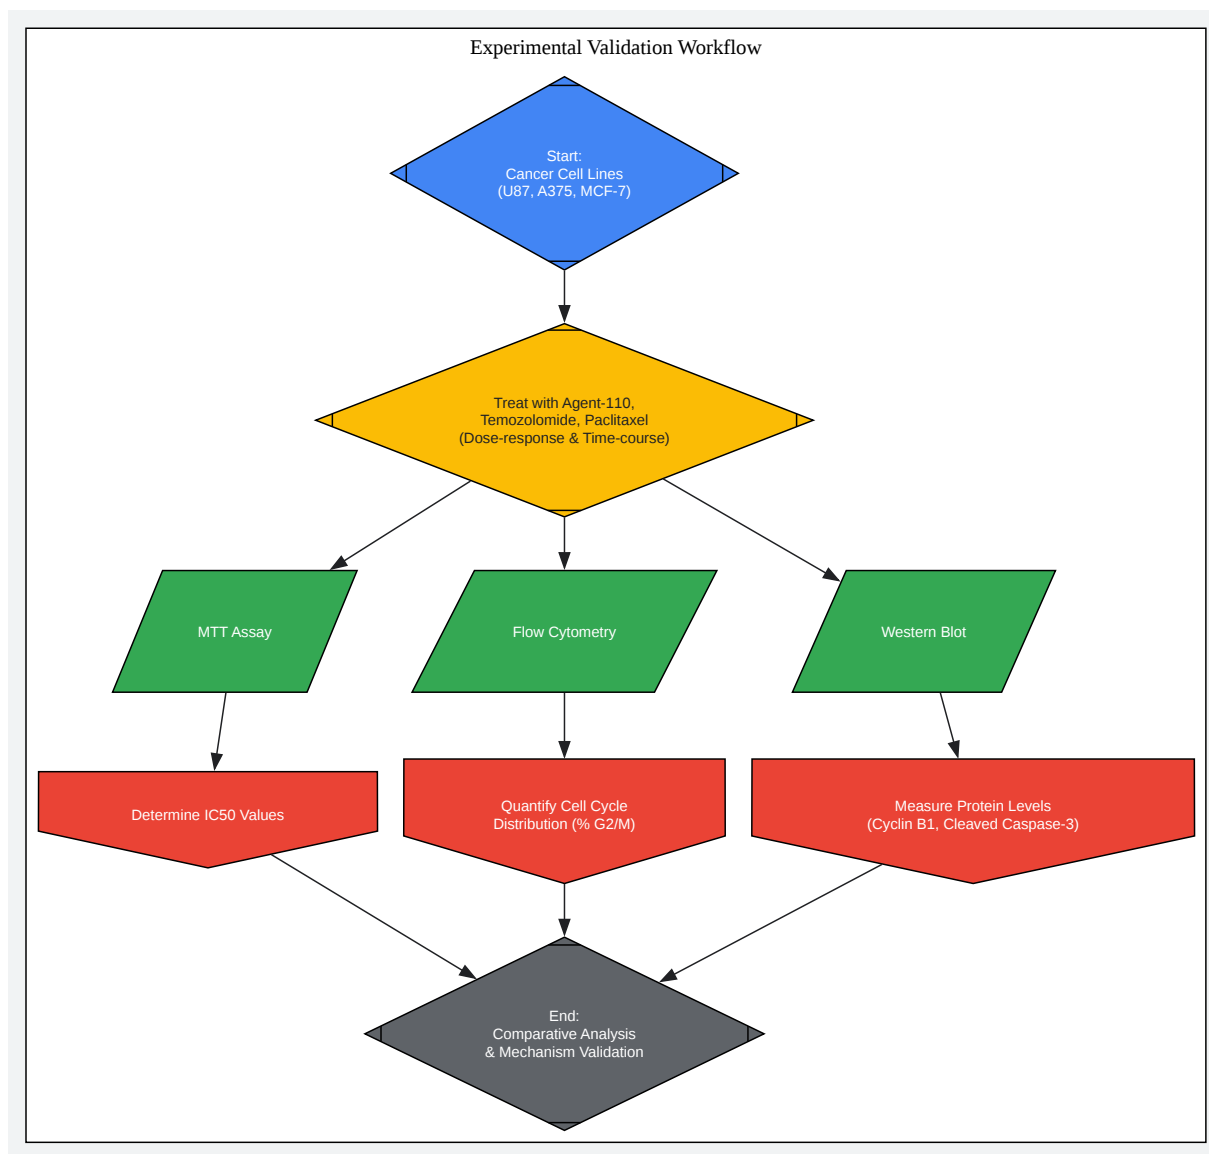 Experimental Validation Workflow
Start:
Cancer Cell Lines
(U87, A375, MCF-7)
Treat with Agent-110,
Temozolomide, Paclitaxel
(Dose-response & Time-course)
MTT Assay
Flow Cytometry
Western Blot
Determine IC50 Values
Quantify Cell Cycle
Distribution (% G2/M)
Measure Protein Levels
(Cyclin B1, Cleaved Caspase-3)
End:
Comparative Analysis
& Mechanism Validation